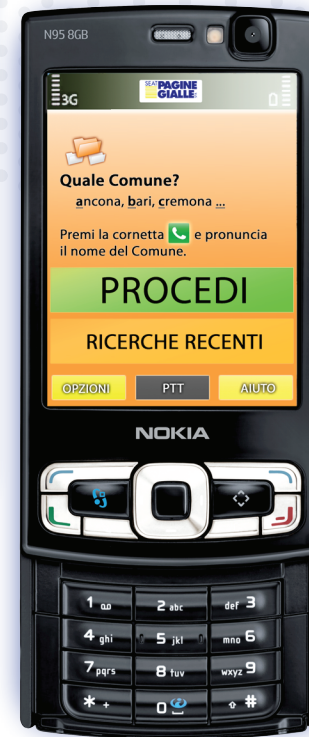 N95 8GB
3G
SEAT PAGINE
GIALLE
Quale Comune?
ancona, bari, cremona ...
Premi la cornetta e pronuncia
il nome del Comune.
PROCEDI
RICERCHE RECENTI
OPZIONI PTT AIUTO
NOKIA
1 2 abc def 3
4 ghi 5 jkl mno 6
7 pqrs 8 tuv wxyz 9
* + 0 #